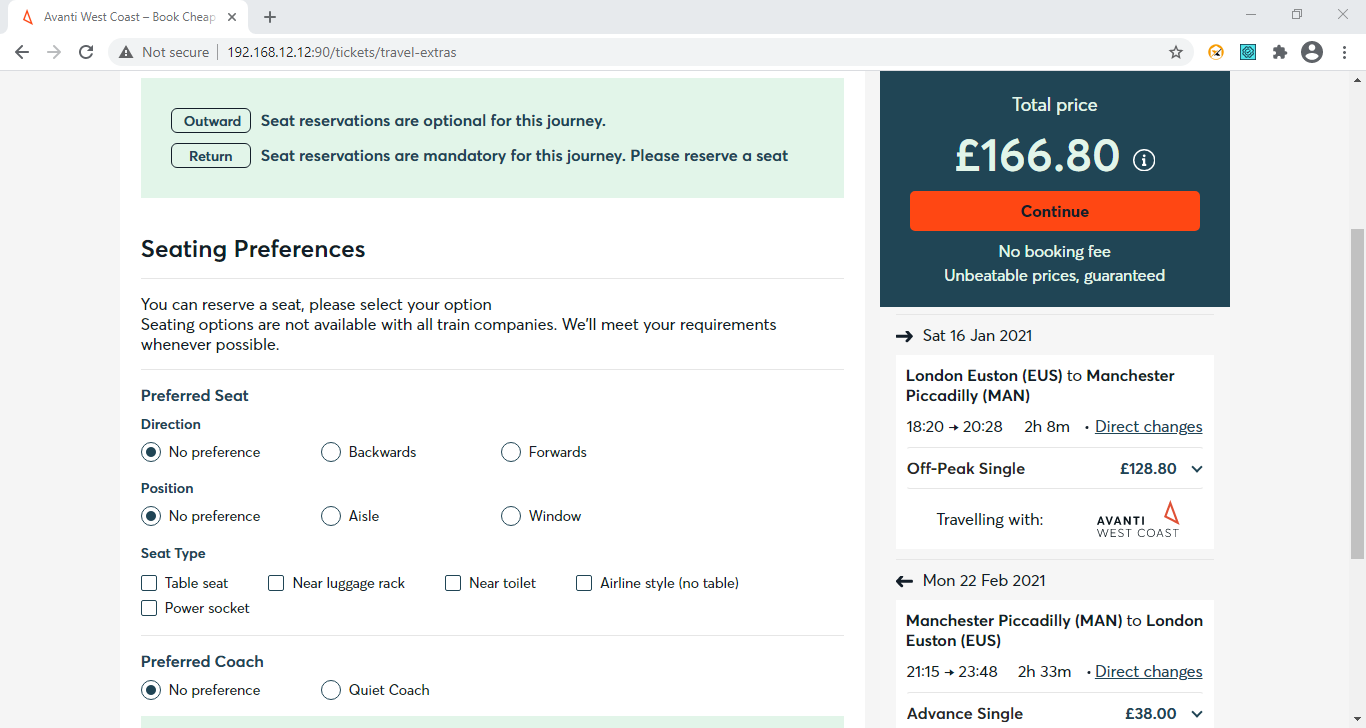 Avanti West Coast – Book Cheap
Not secure
192.168.12.12:90/tickets/travel-extras
Outward Seat reservations are optional for this journey.
Return Seat reservations are mandatory for this journey. Please reserve a seat
Seating Preferences
You can reserve a seat, please select your option
Seating options are not available with all train companies. We'll meet your requirements
whenever possible.
Preferred Seat
Direction
No preference Backwards Forwards
Position
No preference Aisle Window
Seat Type
Table seat Near luggage rack Near toilet Airline style (no table)
Power socket
Preferred Coach
No preference Quiet Coach
Total price
£166.80
Continue
No booking fee
Unbeatable prices, guaranteed
Sat 16 Jan 2021
London Euston (EUS) to Manchester
Piccadilly (MAN)
18:20 → 20:28 2h 8m • Direct changes
Off-Peak Single £128.80
Travelling with: AVANTI
WEST COAST
← Mon 22 Feb 2021
Manchester Piccadilly (MAN) to London
Euston (EUS)
21:15 → 23:48 2h 33m • Direct changes
Advance Single £38.00